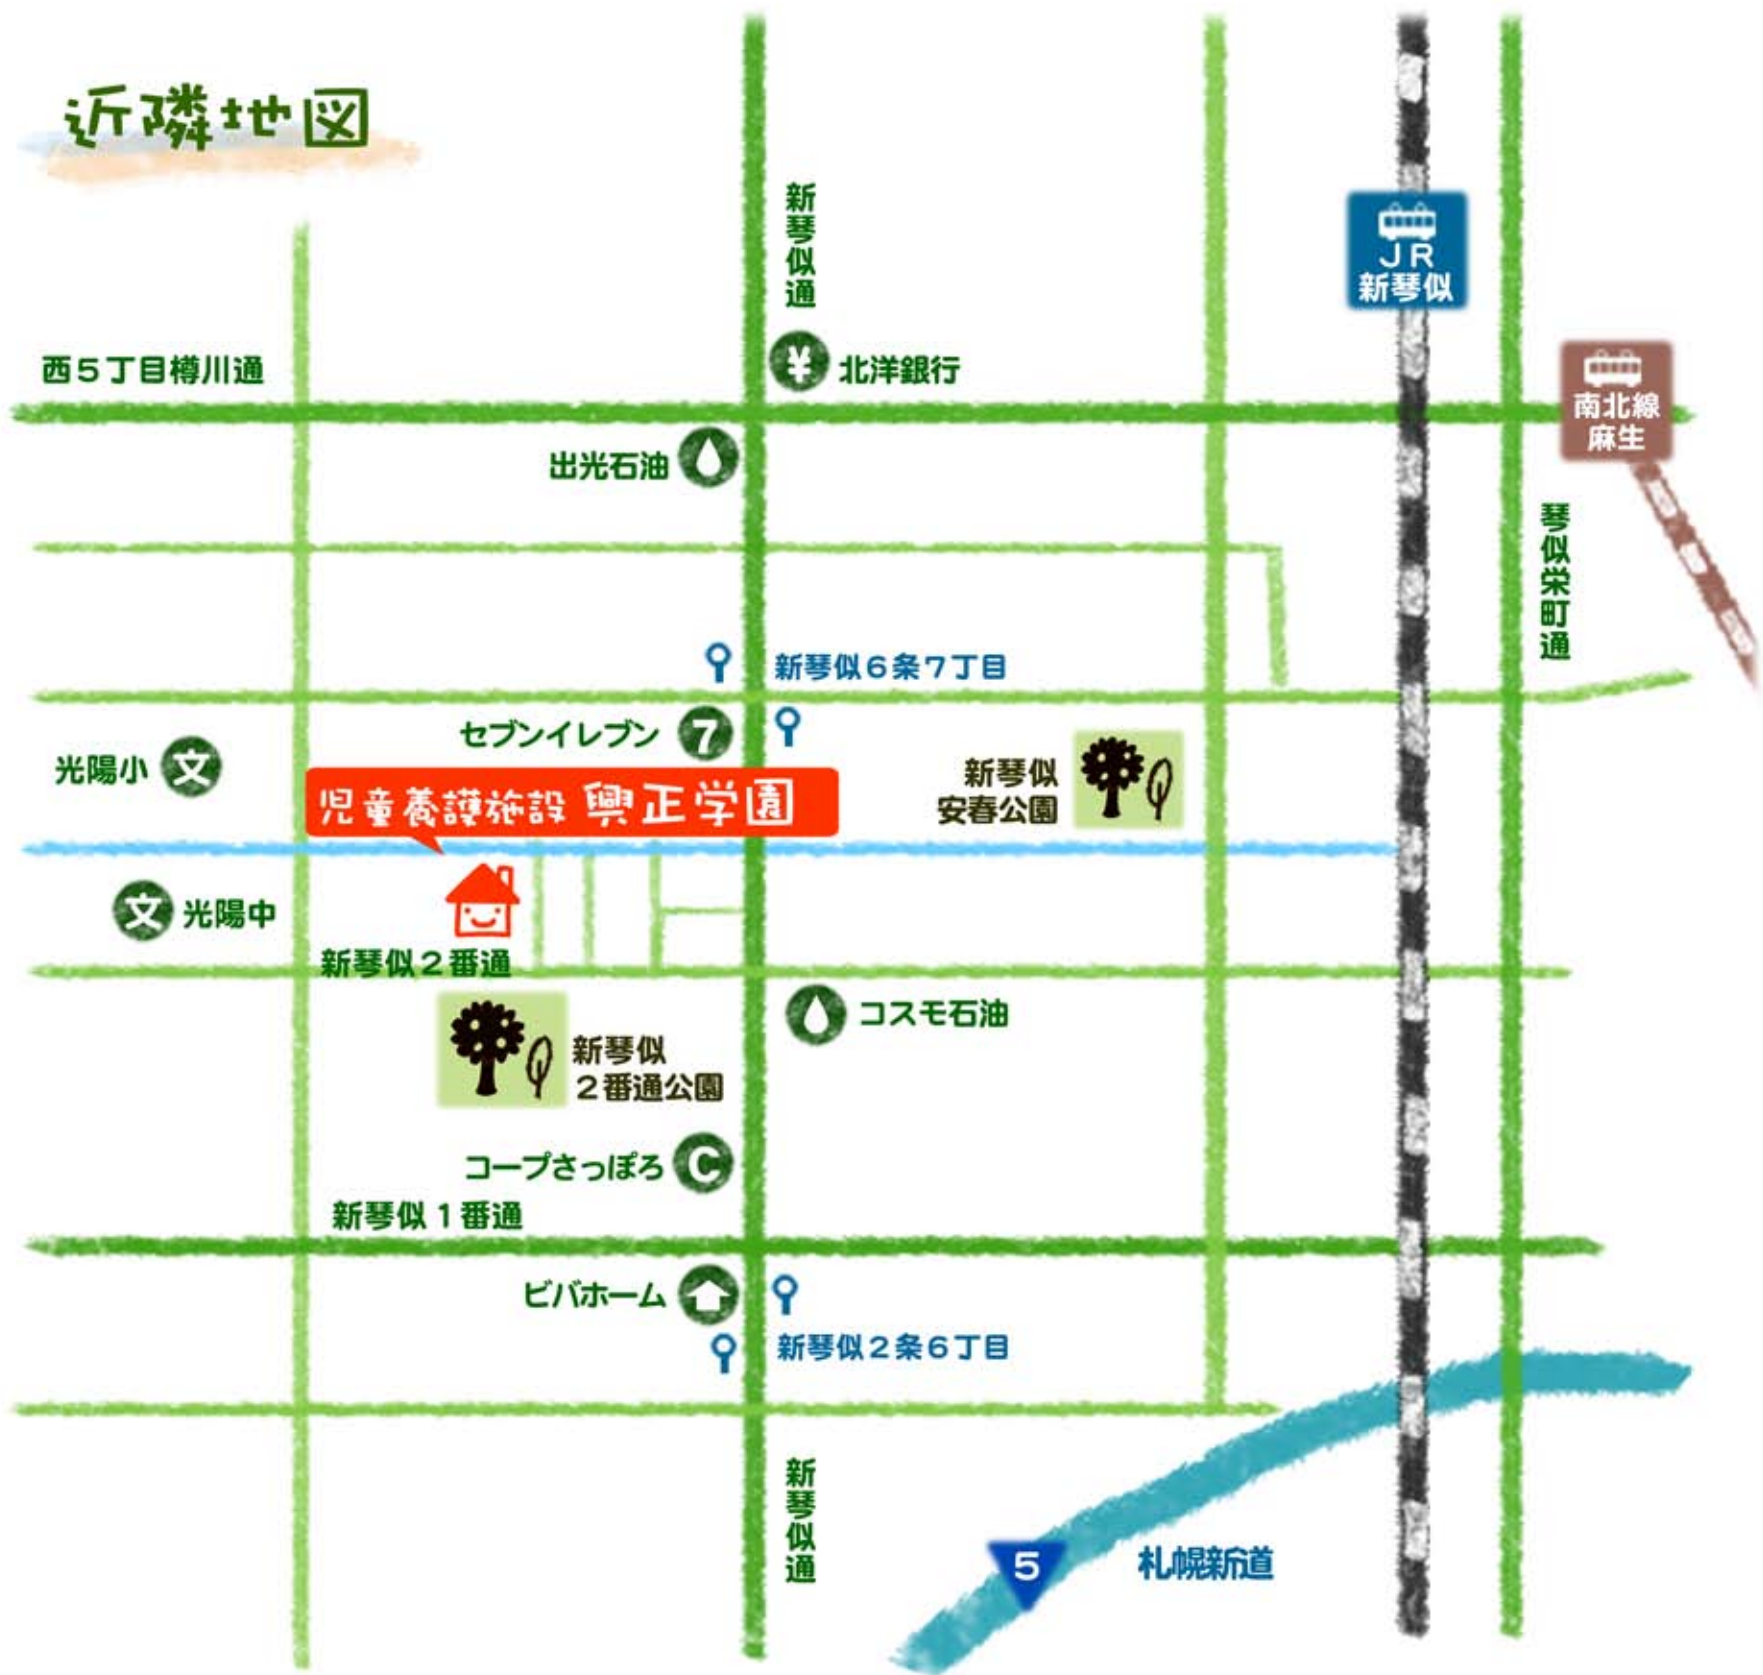 近隣地図
新琴似通
JR
新琴似
西5丁目樽川通
¥
北洋銀行
南北線
麻生
出光石油
琴似栄町通
新琴似6条7丁目
セブンイレブン
7
光陽小
文
新琴似
安春公園
児童養護施設 興正学園
文
光陽中
新琴似2番通
コスモ石油
新琴似
2番通公園
コープさっぽろ
C
新琴似1番通
ビバホーム
新琴似2条6丁目
新琴似通
5
札幌新道